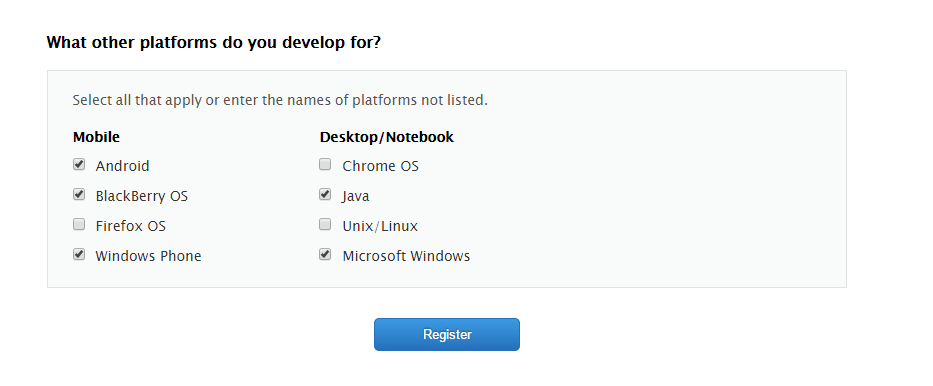 What other platforms do you develop for?
Select all that apply or enter the names of platforms not listed.
Mobile
Android
BlackBerry OS
Firefox OS
Windows Phone
Desktop/Notebook
Chrome OS
Java
Unix/Linux
Microsoft Windows
Register